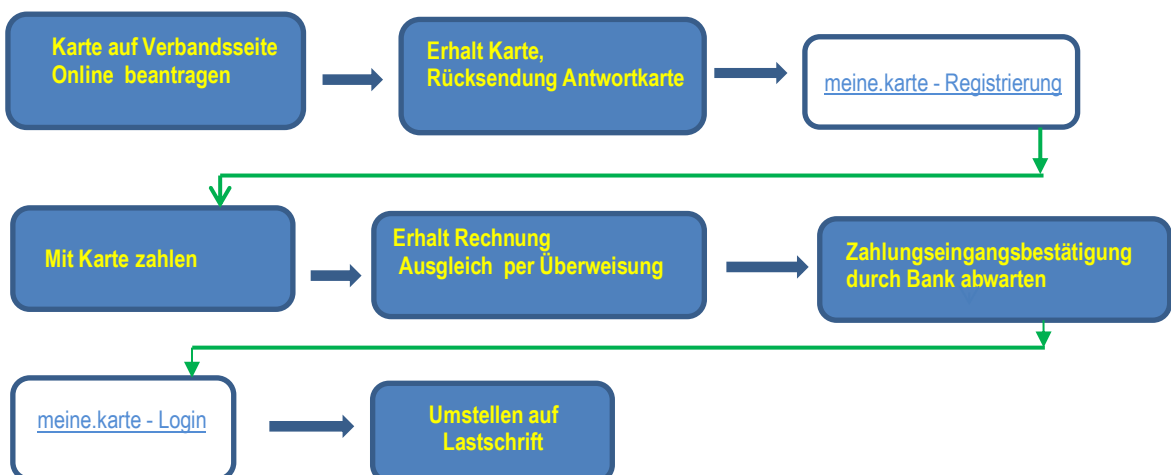 Karte auf Verbandsseite
Online beantragen
Erhalt Karte,
Rücksendung Antwortkarte
meine.karte - Registrierung
Mit Karte zahlen
Erhalt Rechnung
Ausgleich per Überweisung
Zahlungseingangsbestätigung
durch Bank abwarten
meine.karte - Login
Umstellen auf
Lastschrift